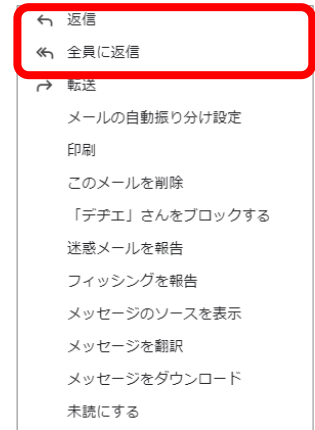 返信
全員に返信
転送
メールの自動振り分け設定
印刷
このメールを削除
「デチエ」さんをブロックする
迷惑メールを報告
フィッシングを報告
メッセージのソースを表示
メッセージを翻訳
メッセージをダウンロード
未読にする